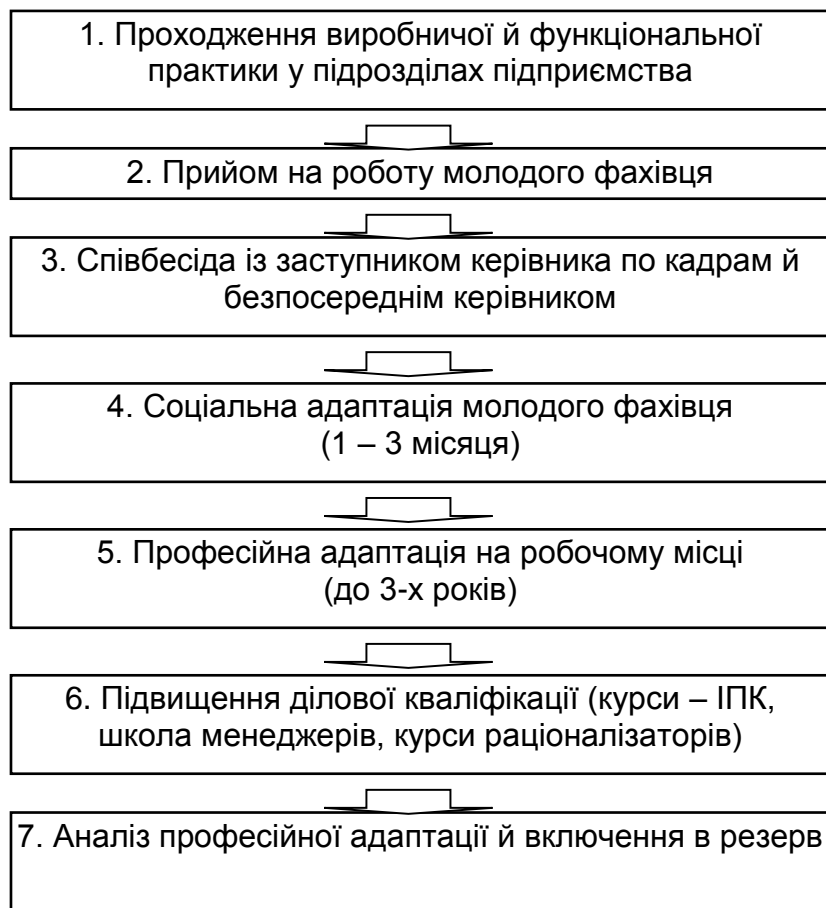 1. Проходження виробничої й функціональної
практики у підрозділах підприємства
2. Прийом на роботу молодого фахівця
3. Співбесіда із заступником керівника по кадрам й
безпосереднім керівником
4. Соціальна адаптація молодого фахівця
(1 – 3 місяця)
5. Професійна адаптація на робочому місці
(до 3-х років)
6. Підвищення ділової кваліфікації (курси – ІПК,
школа менеджерів, курси раціоналізаторів)
7. Аналіз професійної адаптації й включення в резерв